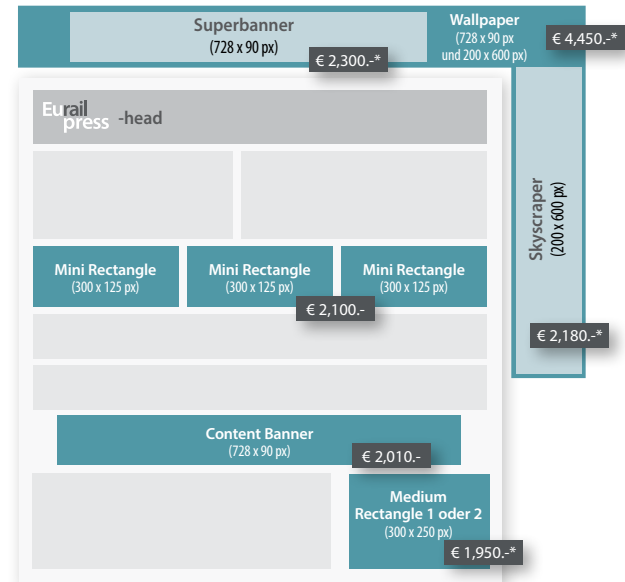 Superbanner
(728 x 90 px)
€ 2,300.-*
Wallpaper
(728 x 90 px
und 200 x 600 px)
€ 4,450.-*
Eurail
press -head
Skyscraper
(200 x 600 px)
€ 2,180.-*
Mini Rectangle
(300 x 125 px)
Mini Rectangle
(300 x 125 px)
Mini Rectangle
(300 x 125 px)
€ 2,100.-
Content Banner
(728 x 90 px)
€ 2,010.-
Medium
Rectangle 1 oder 2
(300 x 250 px)
€ 1,950.-*